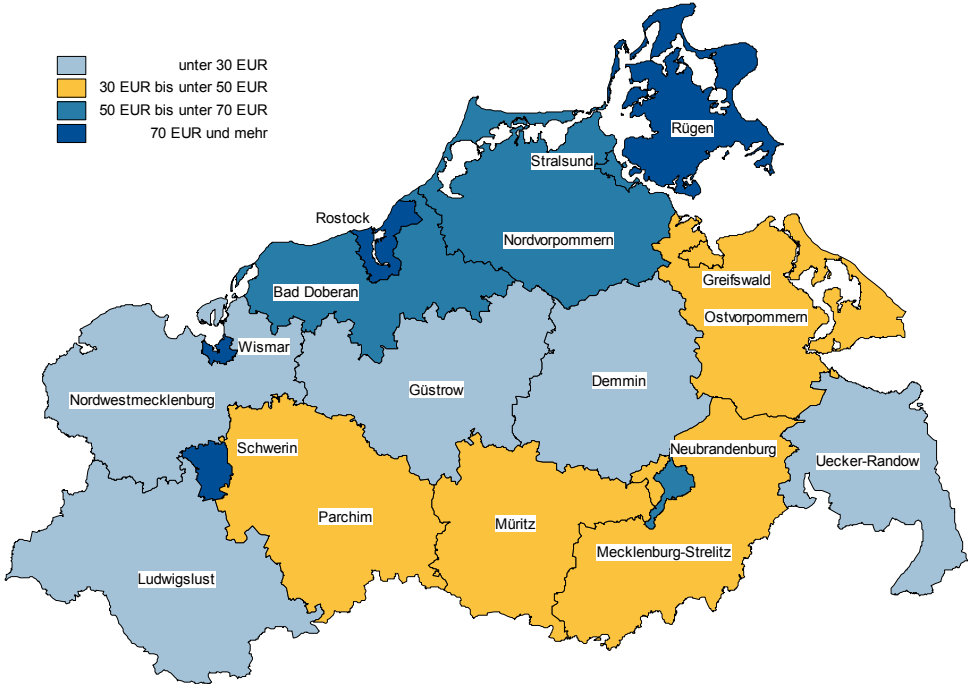 unter 30 EUR
30 EUR bis unter 50 EUR
50 EUR bis unter 70 EUR
70 EUR und mehr
Rügen
Stralsund
Rostock
Nordvorpommern
Greifswald
Bad Doberan
Ostvorpommern
Wismar
Demmin
Güstrow
Nordwestmecklenburg
Schwerin
Neubrandenburg
Uecker-Randow
Parchim
Müritz
Mecklenburg-Strelitz
Ludwigslust